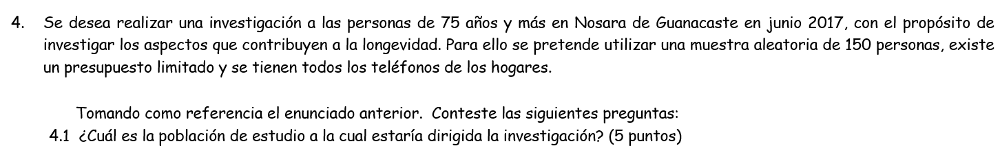 4. Se desea realizar una investigación a las personas de 75 años y más en Nosara de Guanacaste en junio 2017, con el propósito de
investigar los aspectos que contribuyen a la longevidad. Para ello se pretende utilizar una muestra aleatoria de 150 personas, existe
un presupuesto limitado y se tienen todos los teléfonos de los hogares.
Tomando como referencia el enunciado anterior. Conteste las siguientes preguntas:
4.1 ¿Cuál es la población de estudio a la cual estaría dirigida la investigación? (5 puntos)